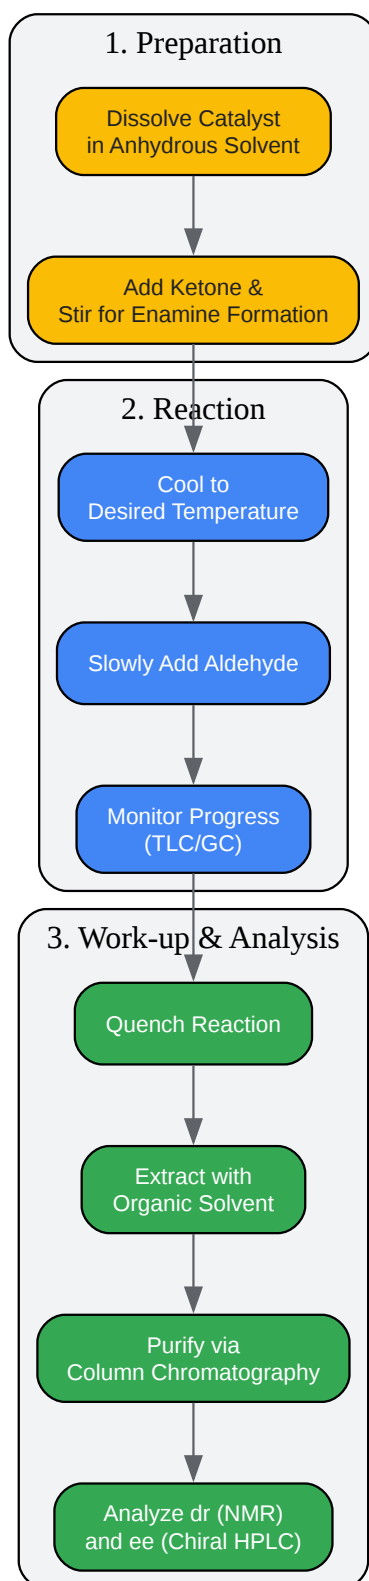 1. Preparation
Dissolve Catalyst
in Anhydrous Solvent
Add Ketone &
Stir for Enamine Formation
2. Reaction
Cool to
Desired Temperature
Slowly Add Aldehyde
Monitor Progress
(TLC/GC)
3. Work-up & Analysis
Quench Reaction
Extract with
Organic Solvent
Purify via
Column Chromatography
Analyze dr (NMR)
and ee (Chiral HPLC)